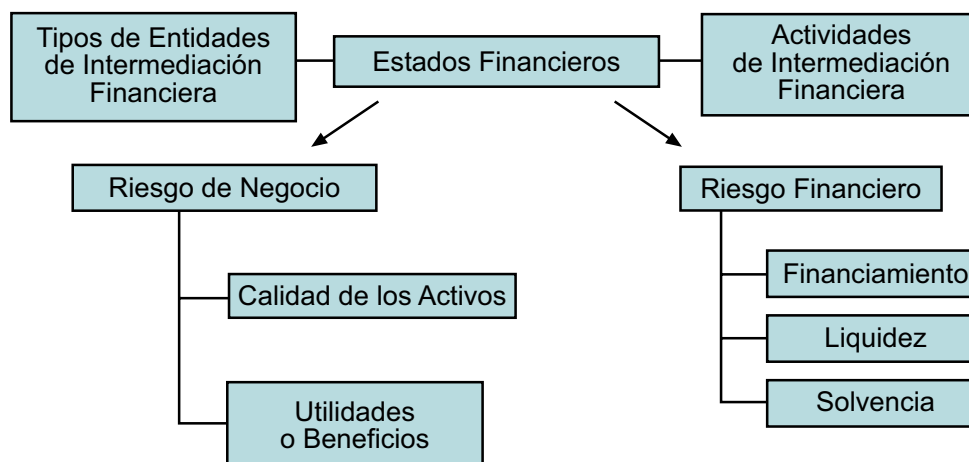 Tipos de Entidades
de Intermediación
Financiera
Estados Financieros
Actividades
de Intermediación
Financiera
Riesgo de Negocio
Riesgo Financiero
Calidad de los Activos
Utilidades
o Beneficios
Financiamiento
Liquidez
Solvencia